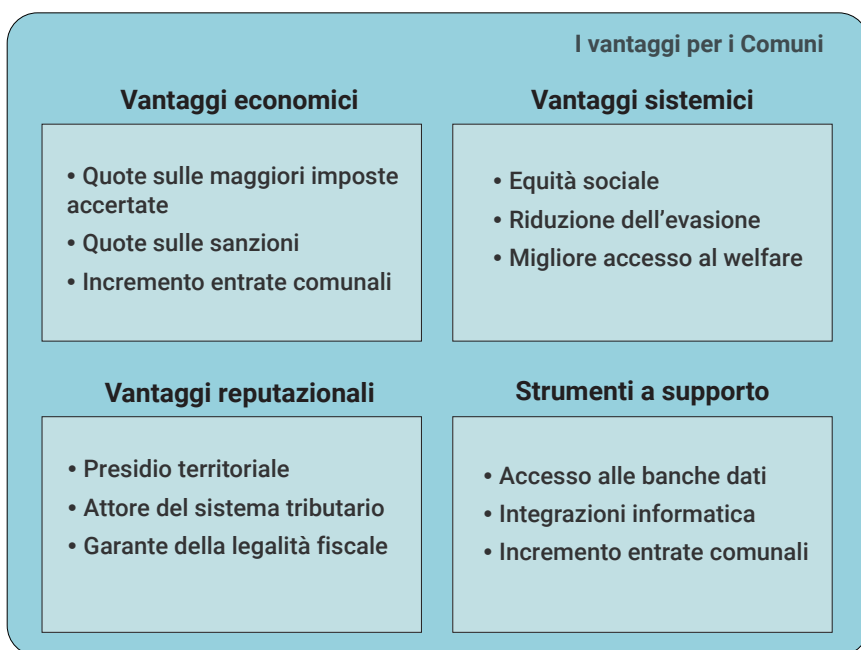 I vantaggi per i Comuni
Vantaggi economici
• Quote sulle maggiori imposte
accertate
• Quote sulle sanzioni
• Incremento entrate comunali
Vantaggi sistemici
• Equità sociale
• Riduzione dell’evasione
• Migliore accesso al welfare
Vantaggi reputazionali
• Presidio territoriale
• Attore del sistema tributario
• Garante della legalità fiscale
Strumenti a supporto
• Accesso alle banche dati
• Integrazioni informatica
• Incremento entrate comunali